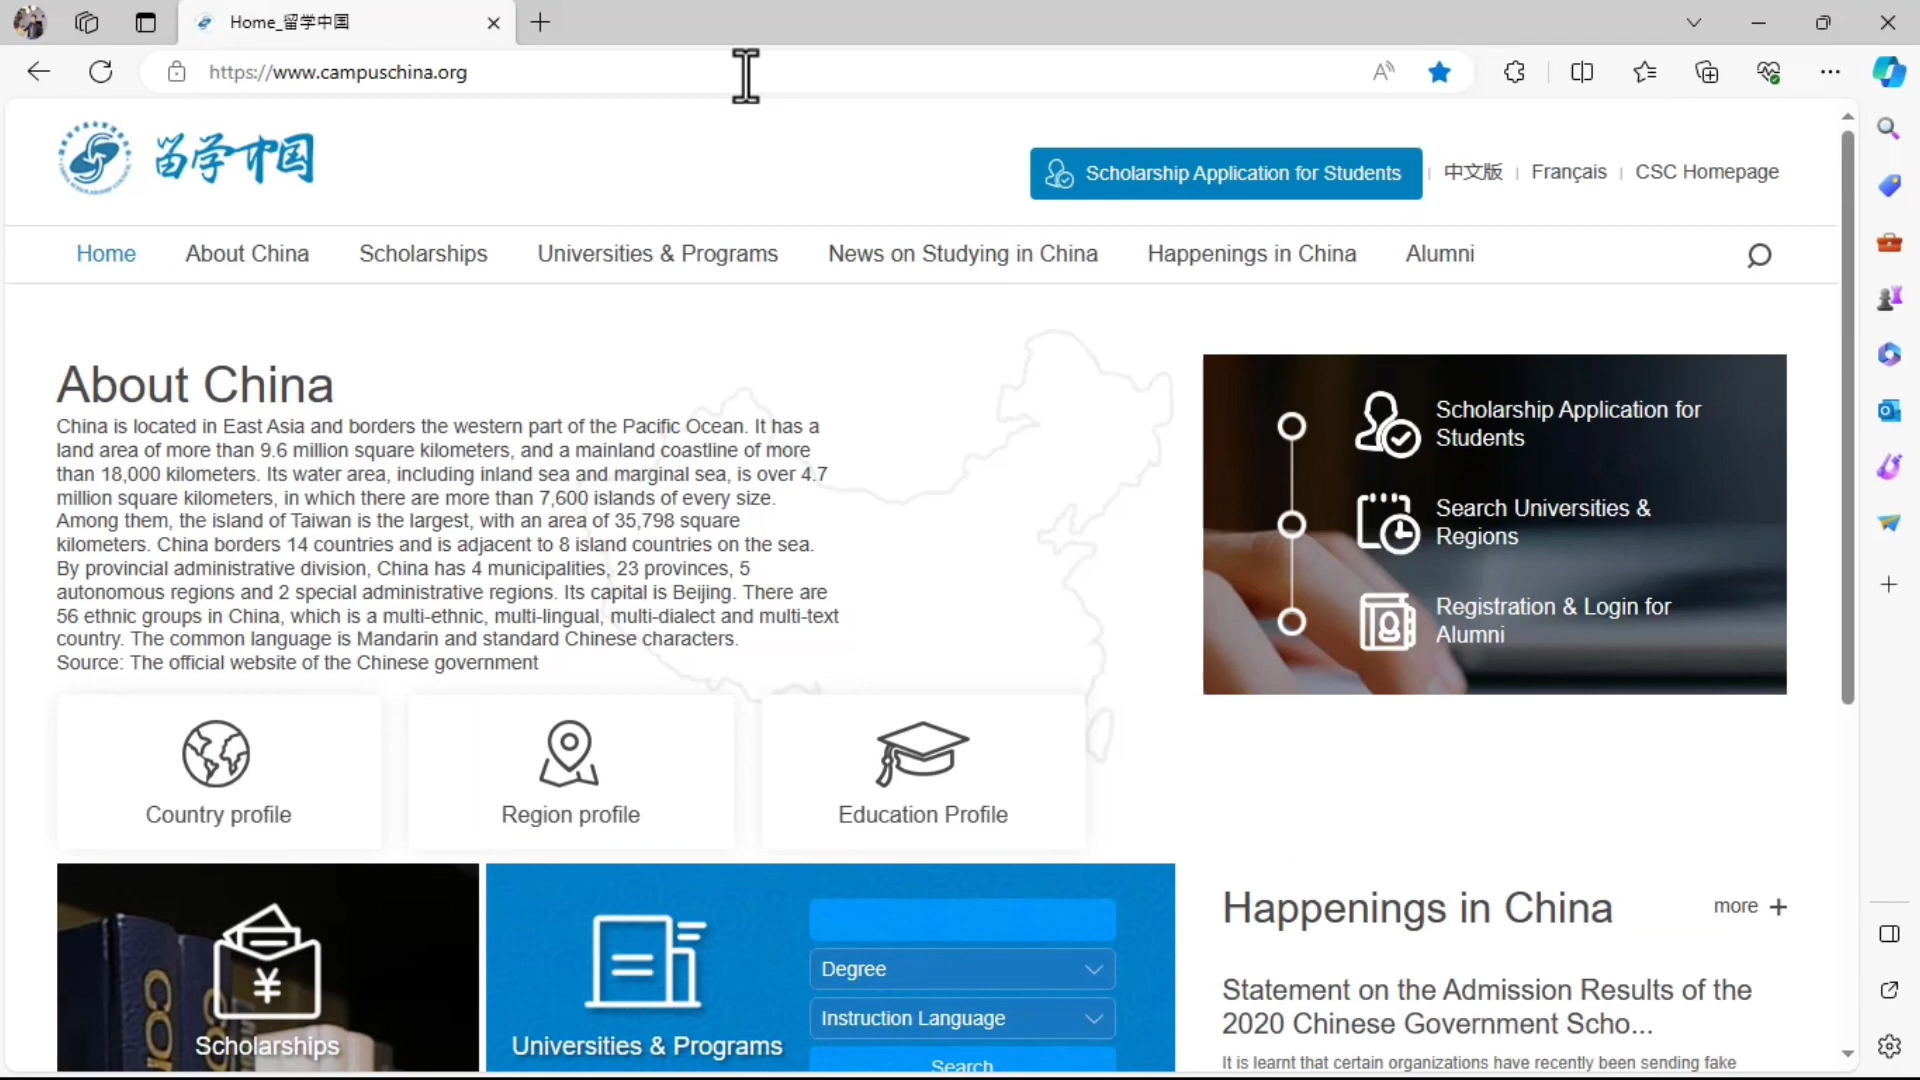 Home_留学中国
https://www.campuschina.org
留学中国
Scholarship Application for Students
中文版
Français
CSC Homepage
Home
About China
Scholarships
Universities & Programs
News on Studying in China
Happenings in China
Alumni
About China
China is located in East Asia and borders the western part of the Pacific Ocean. It has a
land area of more than 9.6 million square kilometers, and a mainland coastline of more
than 18,000 kilometers. Its water area, including inland sea and marginal sea, is over 4.7
million square kilometers, in which there are more than 7,600 islands of every size.
Among them, the island of Taiwan is the largest, with an area of 35,798 square
kilometers. China borders 14 countries and is adjacent to 8 island countries on the sea.
By provincial administrative division, China has 4 municipalities, 23 provinces, 5
autonomous regions and 2 special administrative regions. Its capital is Beijing. There are
56 ethnic groups in China, which is a multi-ethnic, multi-lingual, multi-dialect and multi-text
country. The common language is Mandarin and standard Chinese characters.
Source: The official website of the Chinese government
Scholarship Application for
Students
Search Universities &
Regions
Registration & Login for
Alumni
Country profile
Region profile
Education Profile
Scholarships
Universities & Programs
Degree
Instruction Language
Search
Happenings in China
more +
Statement on the Admission Results of the
2020 Chinese Government Scho...
It is learnt that certain organizations have recently been sending fake